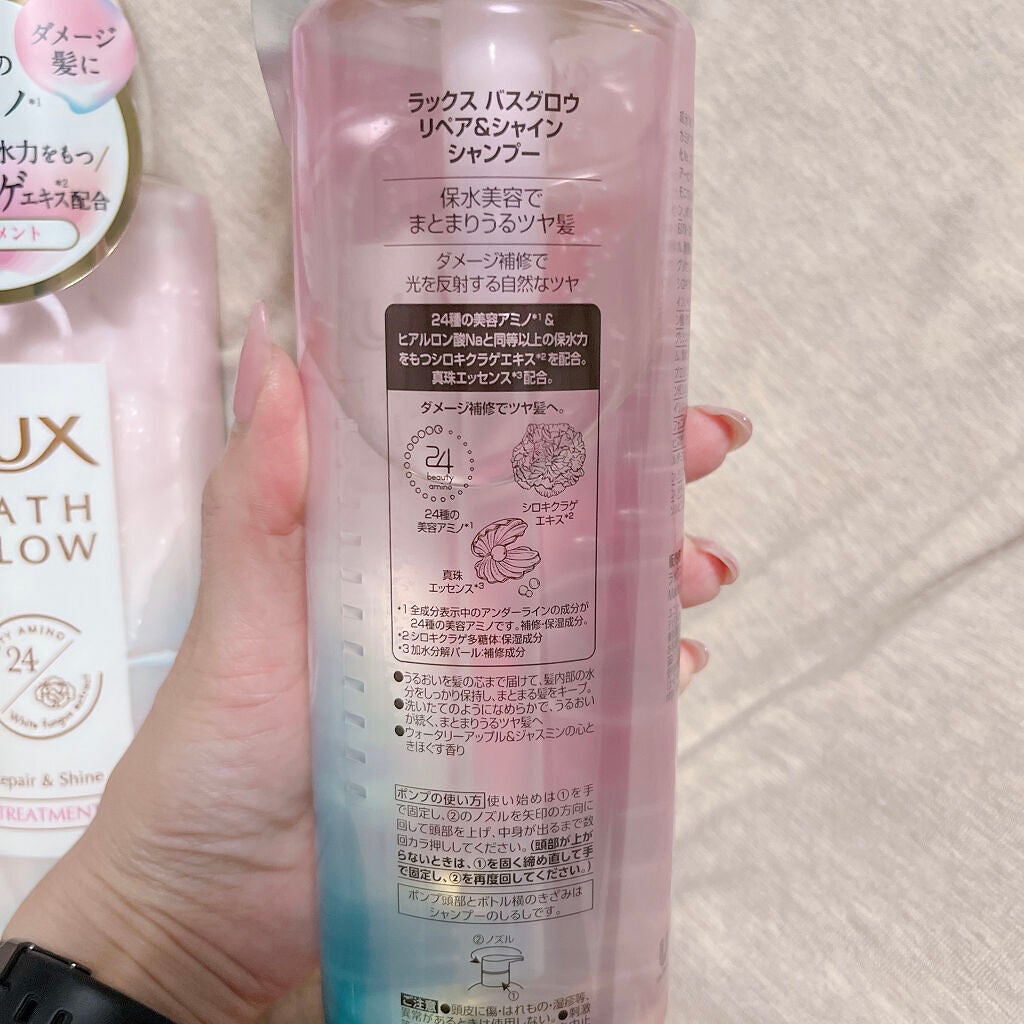 ダメージ*
髪に
の
ノ*1
水力をもつ/
ゲエキス*2配合
メント
UX
ATH
LOW
TY AMINO
24
White fungus extract
epair & Shine
TREATMENT
ラックス バスグロウ
リペア&シャイン
シャンプー
保水美容で
まとまりうるツヤ髪
ダメージ補修で
光を反射する自然なツヤ
24種の美容アミノ*1 &
ヒアルロン酸Naと同等以上の保水力
をもつシロキクラゲエキス*2を配合。
真珠エッセンス*3配合。
ダメージ補修でツヤ髪へ。
24
beauty
amino
24種の
美容アミノ*1
シロキクラゲ
エキス*2
真珠
エッセンス*3
*1 全成分表示中のアンダーラインの成分が
24種の美容アミノです。補修・保湿成分。
*2 シロキクラゲ多糖体:保湿成分
*3 加水分解パール:補修成分
●うるおいを髪の芯まで届けて、髪内部の水
分をしっかり保持し、まとまる髪をキープ。
●洗いたてのようになめらかで、うるおい
が続く、まとまりうるツヤ髪へ
●ウォータリーアップル&ジャスミンの心と
きほぐす香り
ポンプの使い方 使い始めは①を手
で固定し、②のノズルを矢印の方向に
回して頭部を上げ、中身が出るまで数
回カラ押ししてください。(頭部が上が
らないときは、①を固く締め直して手
で固定し、②を再度回してください。)
ポンプ頭部とボトル横のきざみは
シャンプーのしるしです。
②ノズル
①
ご注意 ●頭皮に傷・はれもの・湿疹等、
異常があるときは使用しない。●刺激